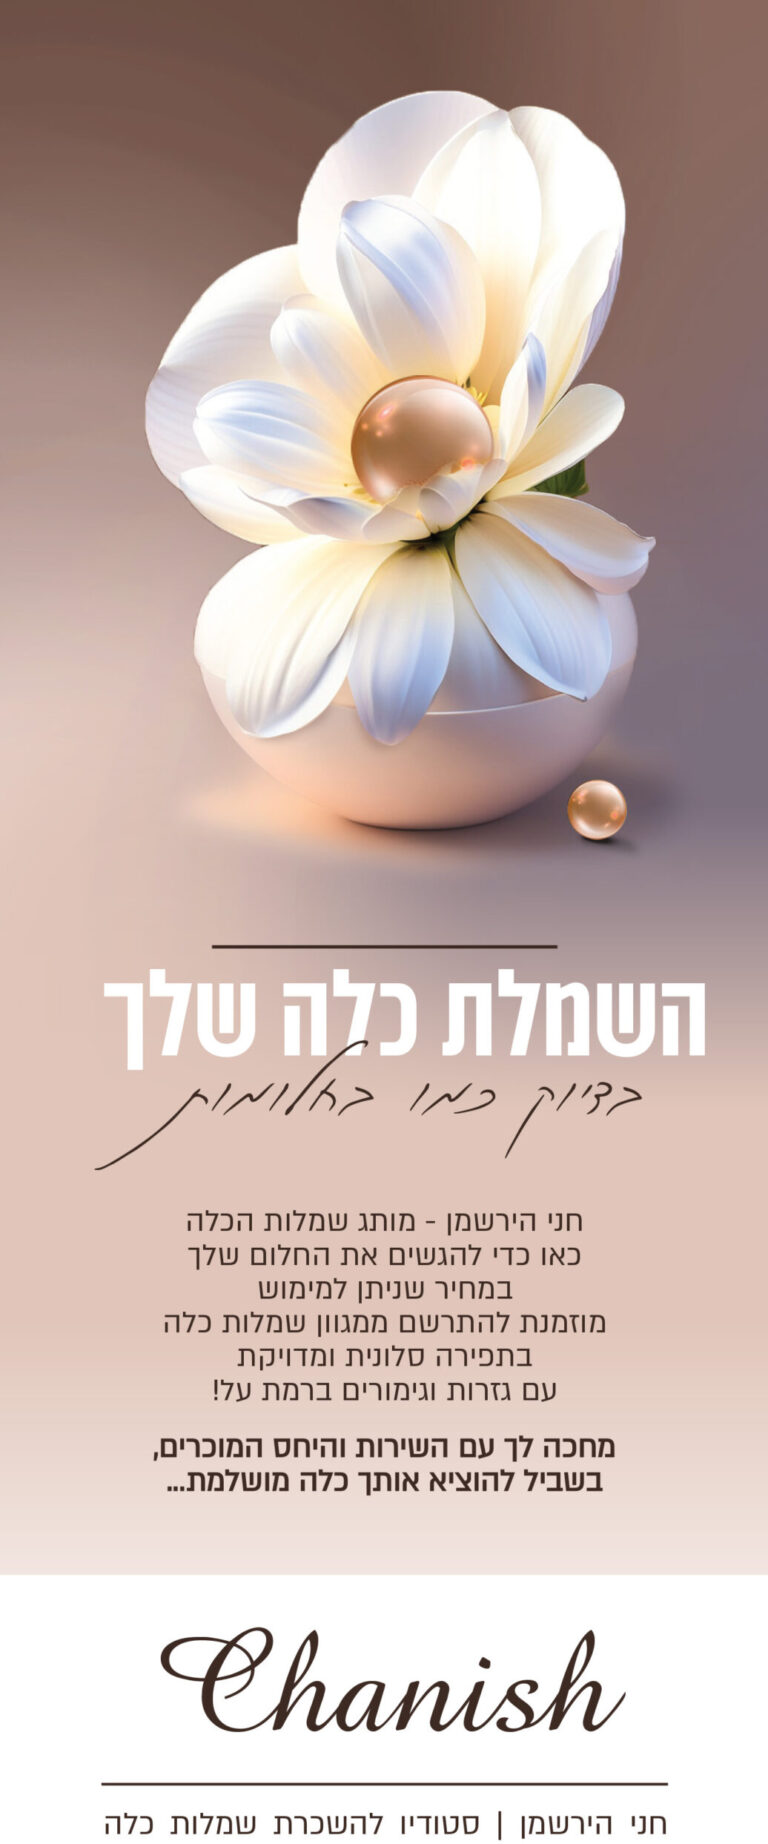 השמלת כלה שלך
בדיוק כמו בחלומות
חני הירשמן - מותג שמלות הכלה
כאו כדי להגשים את החלום שלך
במחיר שניתן למימוש
מוזמנת להתרשם ממגוון שמלות כלה
בתפירה סלונית ומדויקת
עם גזרות וגימורים ברמת על!
מחכה לך עם השירות והיחס המוכרים,
בשביל להוציא אותך כלה מושלמת...
Chanish
חני הירשמן | סטודיו להשכרת שמלות כלה